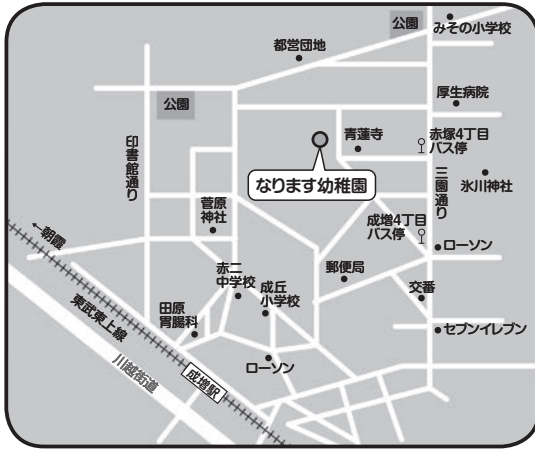 公園
みその小学校
都営団地
公園
厚生病院
印書館通り
青蓮寺
赤塚4丁目
バス停
なります幼稚園
三園通り
氷川神社
菅原
神社
成増4丁目
バス停
←朝霞
ローソン
郵便局
赤二
中学校
成丘
小学校
交番
東武東上線
田原
胃腸科
セブンイレブン
川越街道
成増駅
ローソン